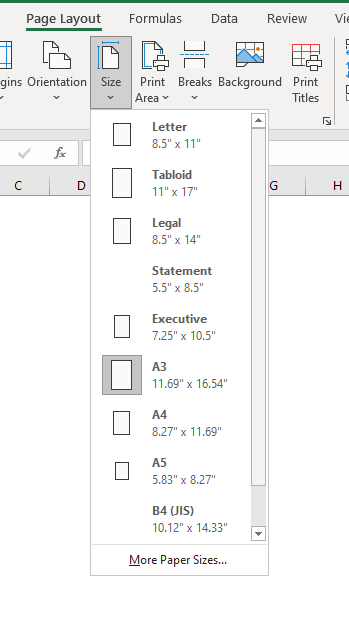 Page Layout Formulas Data Review
gins Orientation Size Print Area Breaks Background Print Titles
fx
C D G H
Letter
8.5" x 11"
Tabloid
11" x 17"
Legal
8.5" x 14"
Statement
5.5" x 8.5"
Executive
7.25" x 10.5"
A3
11.69" x 16.54"
A4
8.27" x 11.69"
A5
5.83" x 8.27"
B4 (JIS)
10.12" x 14.33"
More Paper Sizes...